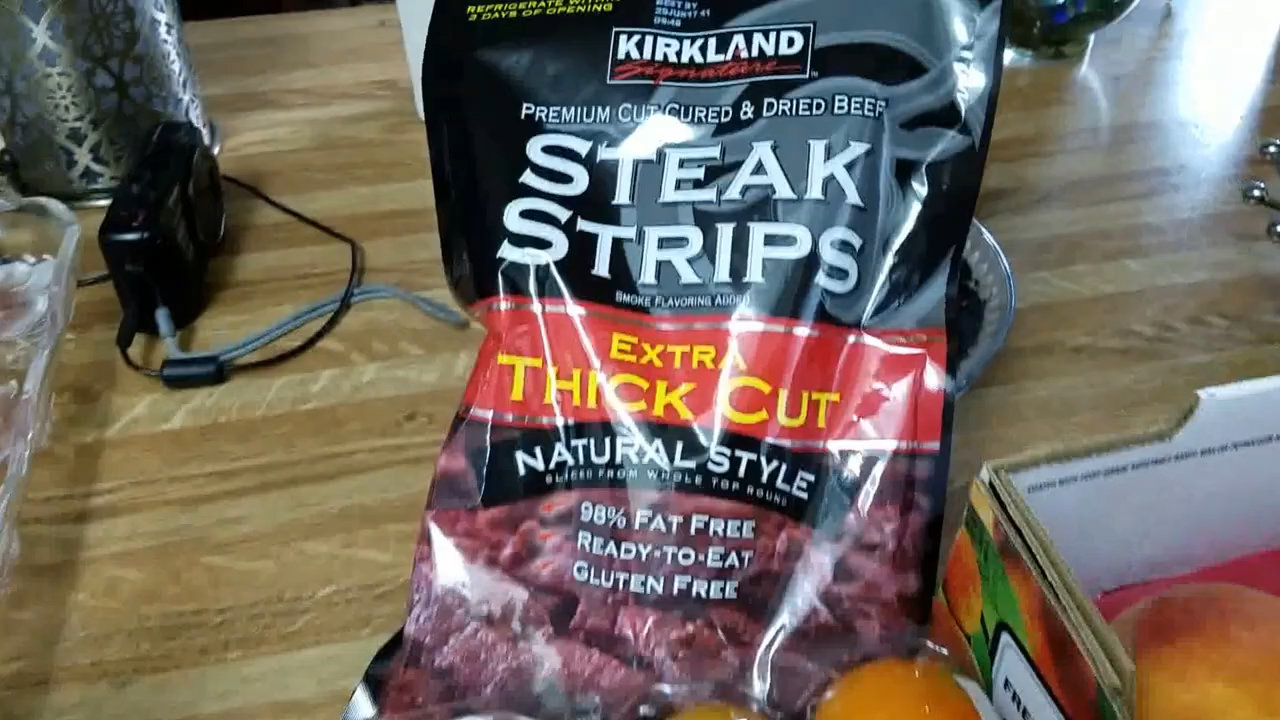 REFRIGERATE WITHIN
3 DAYS OF OPENING
BEST BY
KIRKLAND
Signature
TM
PREMIUM CUT CURED & DRIED BEEF
STEAK
STRIPS
SMOKE FLAVORING ADDED
EXTRA
THICK CUT
NATURAL STYLE
SLICED FROM WHOLE TOP ROUND
98% FAT FREE
READY-TO-EAT
GLUTEN FREE
FRE